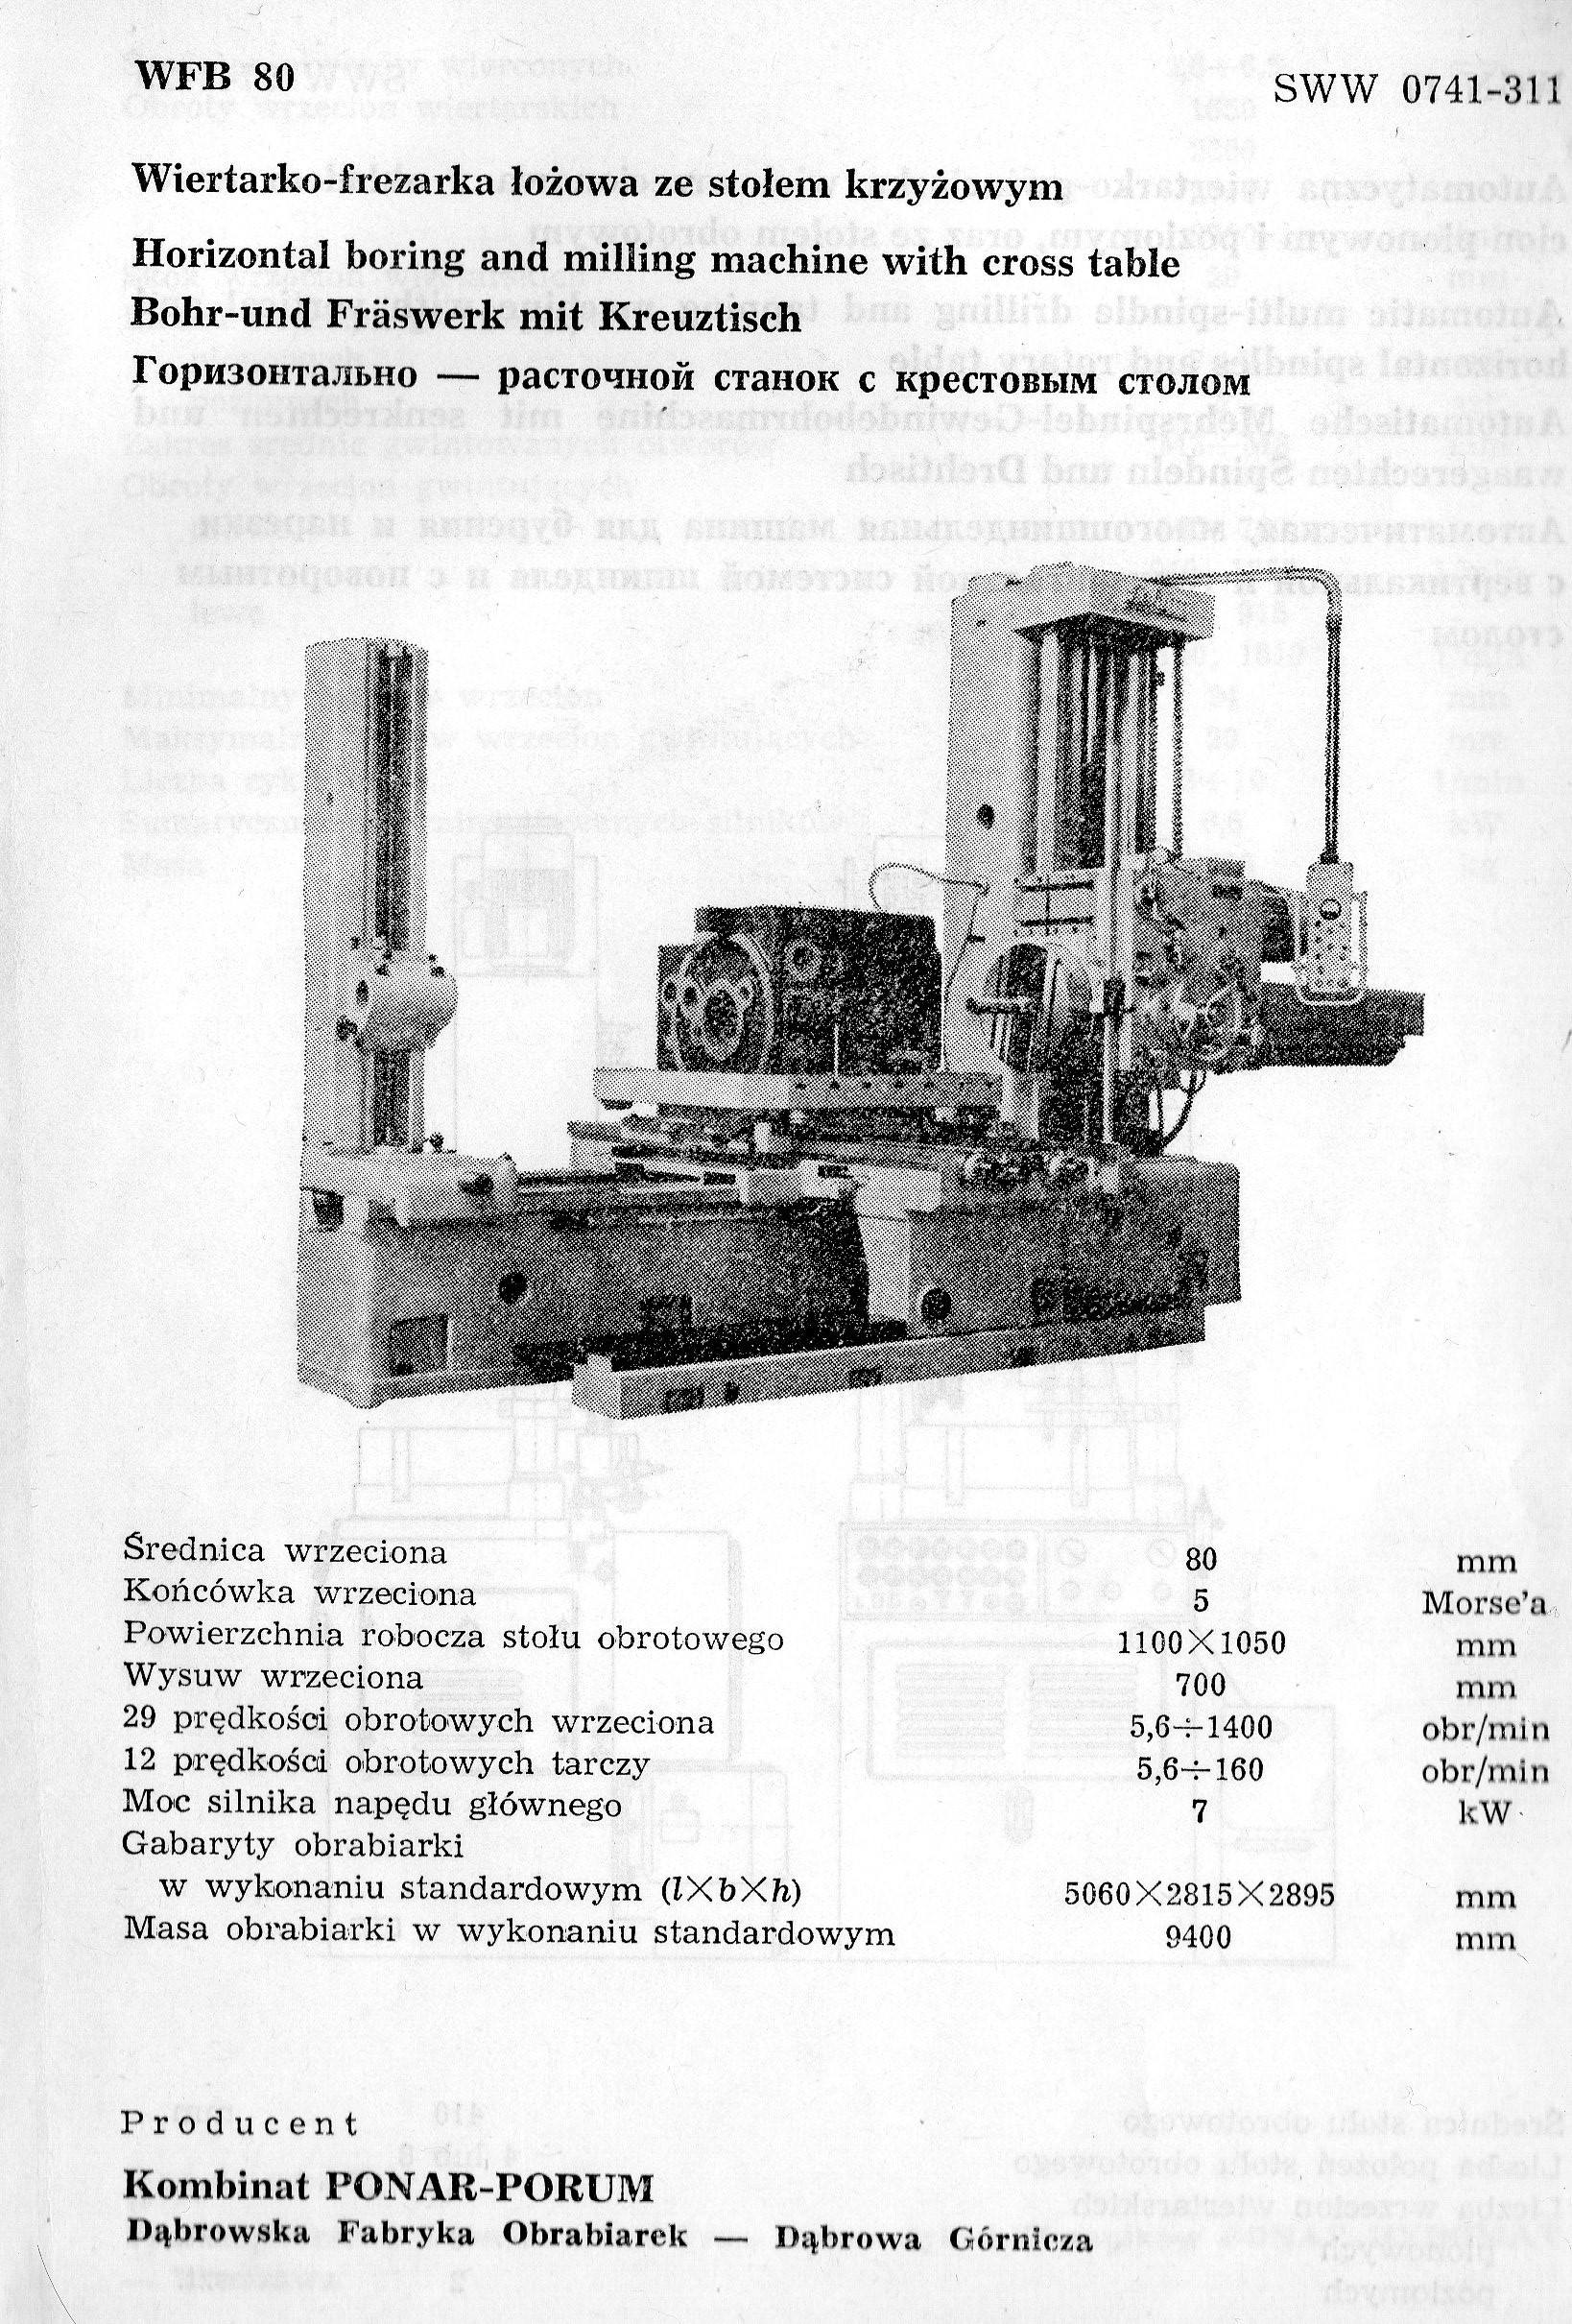 WFB 80
SWW 0741-311
Wiertarko-frezarka łożowa ze stołem krzyżowym
Horizontal boring and milling machine with cross table
Bohr-und Fräswerk mit Kreuztisch
Горизонтально — расточной станок с крестовым столом
Średnica wrzeciona 80 mm
Końcówka wrzeciona 5 Morse'a
Powierzchnia robocza stołu obrotowego 1100×1050 mm
Wysuw wrzeciona 700 mm
29 prędkości obrotowych wrzeciona 5,6÷1400 obr/min
12 prędkości obrotowych tarczy 5,6÷160 obr/min
Moc silnika napędu głównego 7 kW
Gabaryty obrabiarki
w wykonaniu standardowym (l×b×h) 5060×2815×2895 mm
Masa obrabiarki w wykonaniu standardowym 9400 mm
Producent
Kombinat PONAR-PORUM
Dąbrowska Fabryka Obrabiarek — Dąbrowa Górnicza